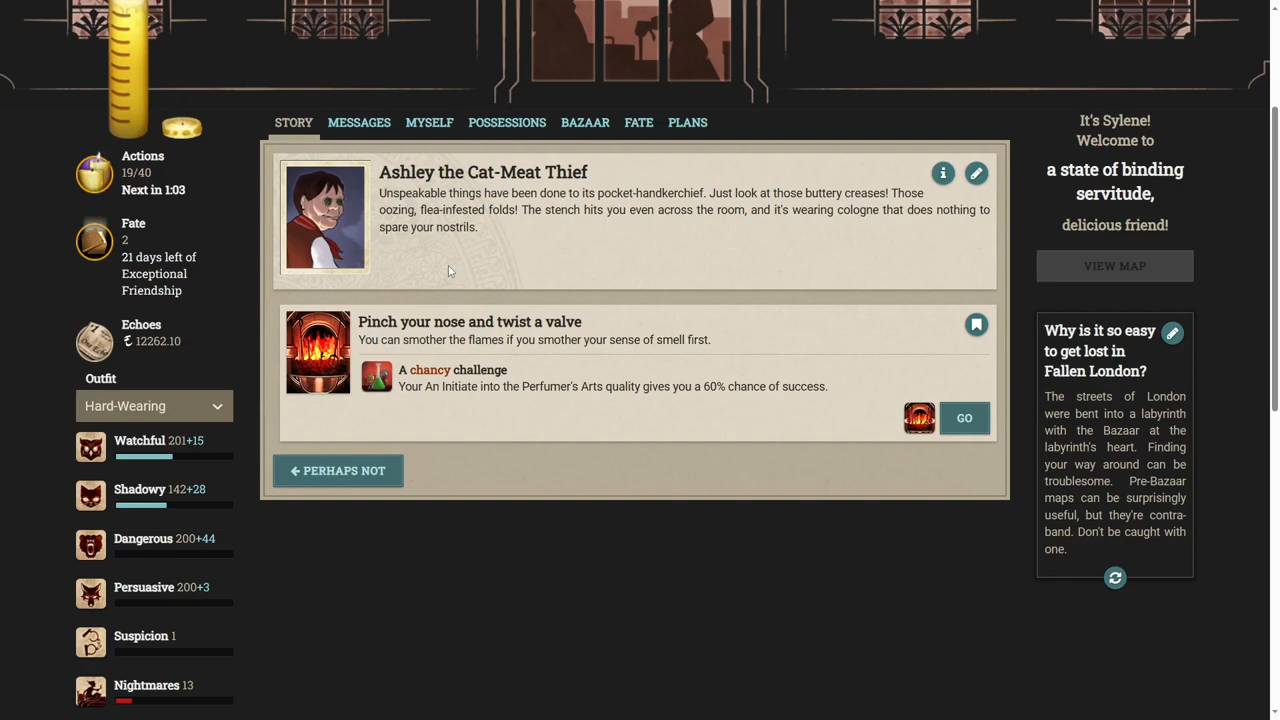 Actions
19/40
Next in 1:03
Fate
2
21 days left of
Exceptional
Friendship
Echoes
12262.10
Outfit
Hard-Wearing
Watchful 201+15
Shadowy 142+28
Dangerous 200+44
Persuasive 200+3
Suspicion 1
Nightmares 13
STORY MESSAGES MYSELF POSSESSIONS BAZAAR FATE PLANS
Ashley the Cat-Meat Thief
Unspeakable things have been done to its pocket-handkerchief. Just look at those buttery creases! Those
oozing, flea-infested folds! The stench hits you even across the room, and it's wearing cologne that does nothing to
spare your nostrils.
Pinch your nose and twist a valve
You can smother the flames if you smother your sense of smell first.
A chancy challenge
Your An Initiate into the Perfumer's Arts quality gives you a 60% chance of success.
GO
PERHAPS NOT
It's Sylene!
Welcome to
a state of binding
servitude,
delicious friend!
VIEW MAP
Why is it so easy
to get lost in
Fallen London?
The streets of London
were bent into a labyrinth
with the Bazaar at the
labyrinth's heart. Finding
your way around can be
troublesome. Pre-Bazaar
maps can be surprisingly
useful, but they're contra-
band. Don't be caught with
one.